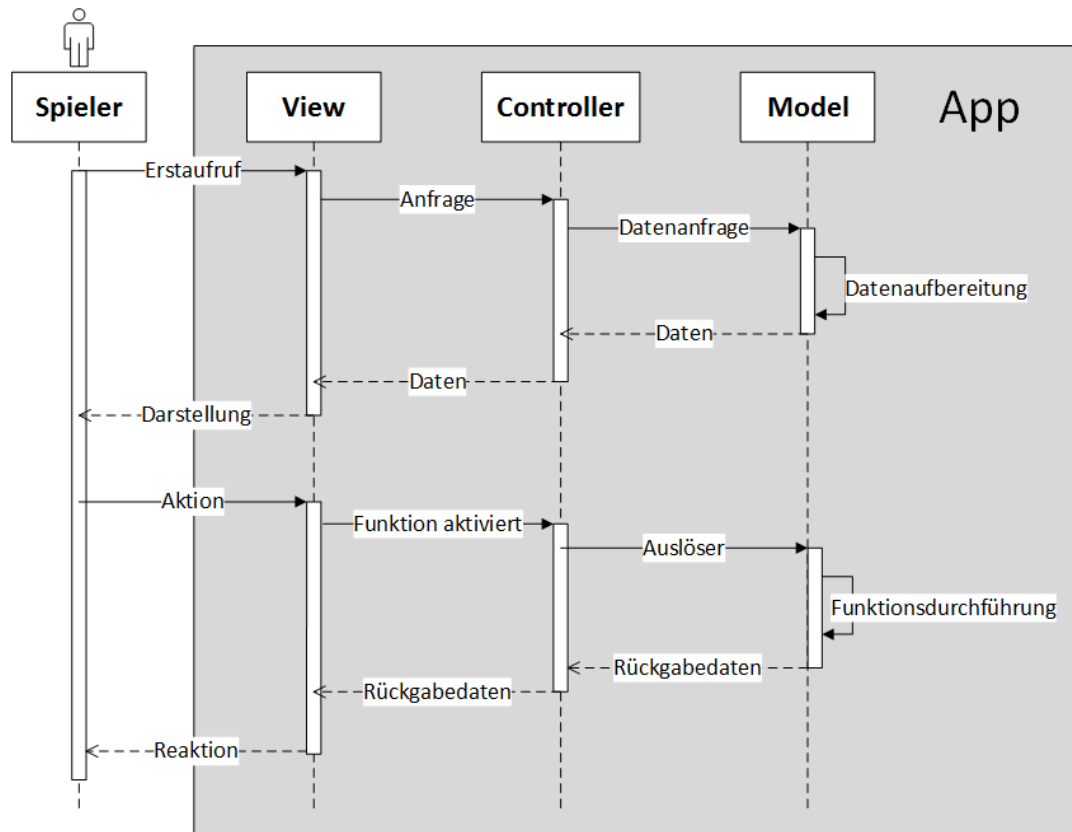 Spieler
View
Controller
Model
App
Erstaufruf
Anfrage
Datenanfrage
Datenaufbereitung
Daten
Daten
Darstellung
Aktion
Funktion aktiviert
Auslöser
Funktionsdurchführung
Rückgabedaten
Rückgabedaten
Reaktion